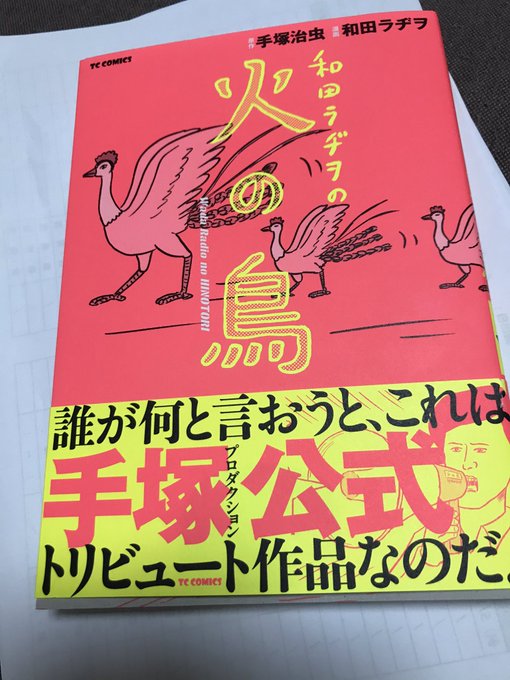 TC COMICS
原作 手塚治虫 漫画 和田ラヂヲ
和田ラヂヲの
火の鳥
Wada Radio no HINOTORI
誰が何と言おうと、これは
手塚プロダクション公式
トリビュート作品なのだ。
TC COMICS